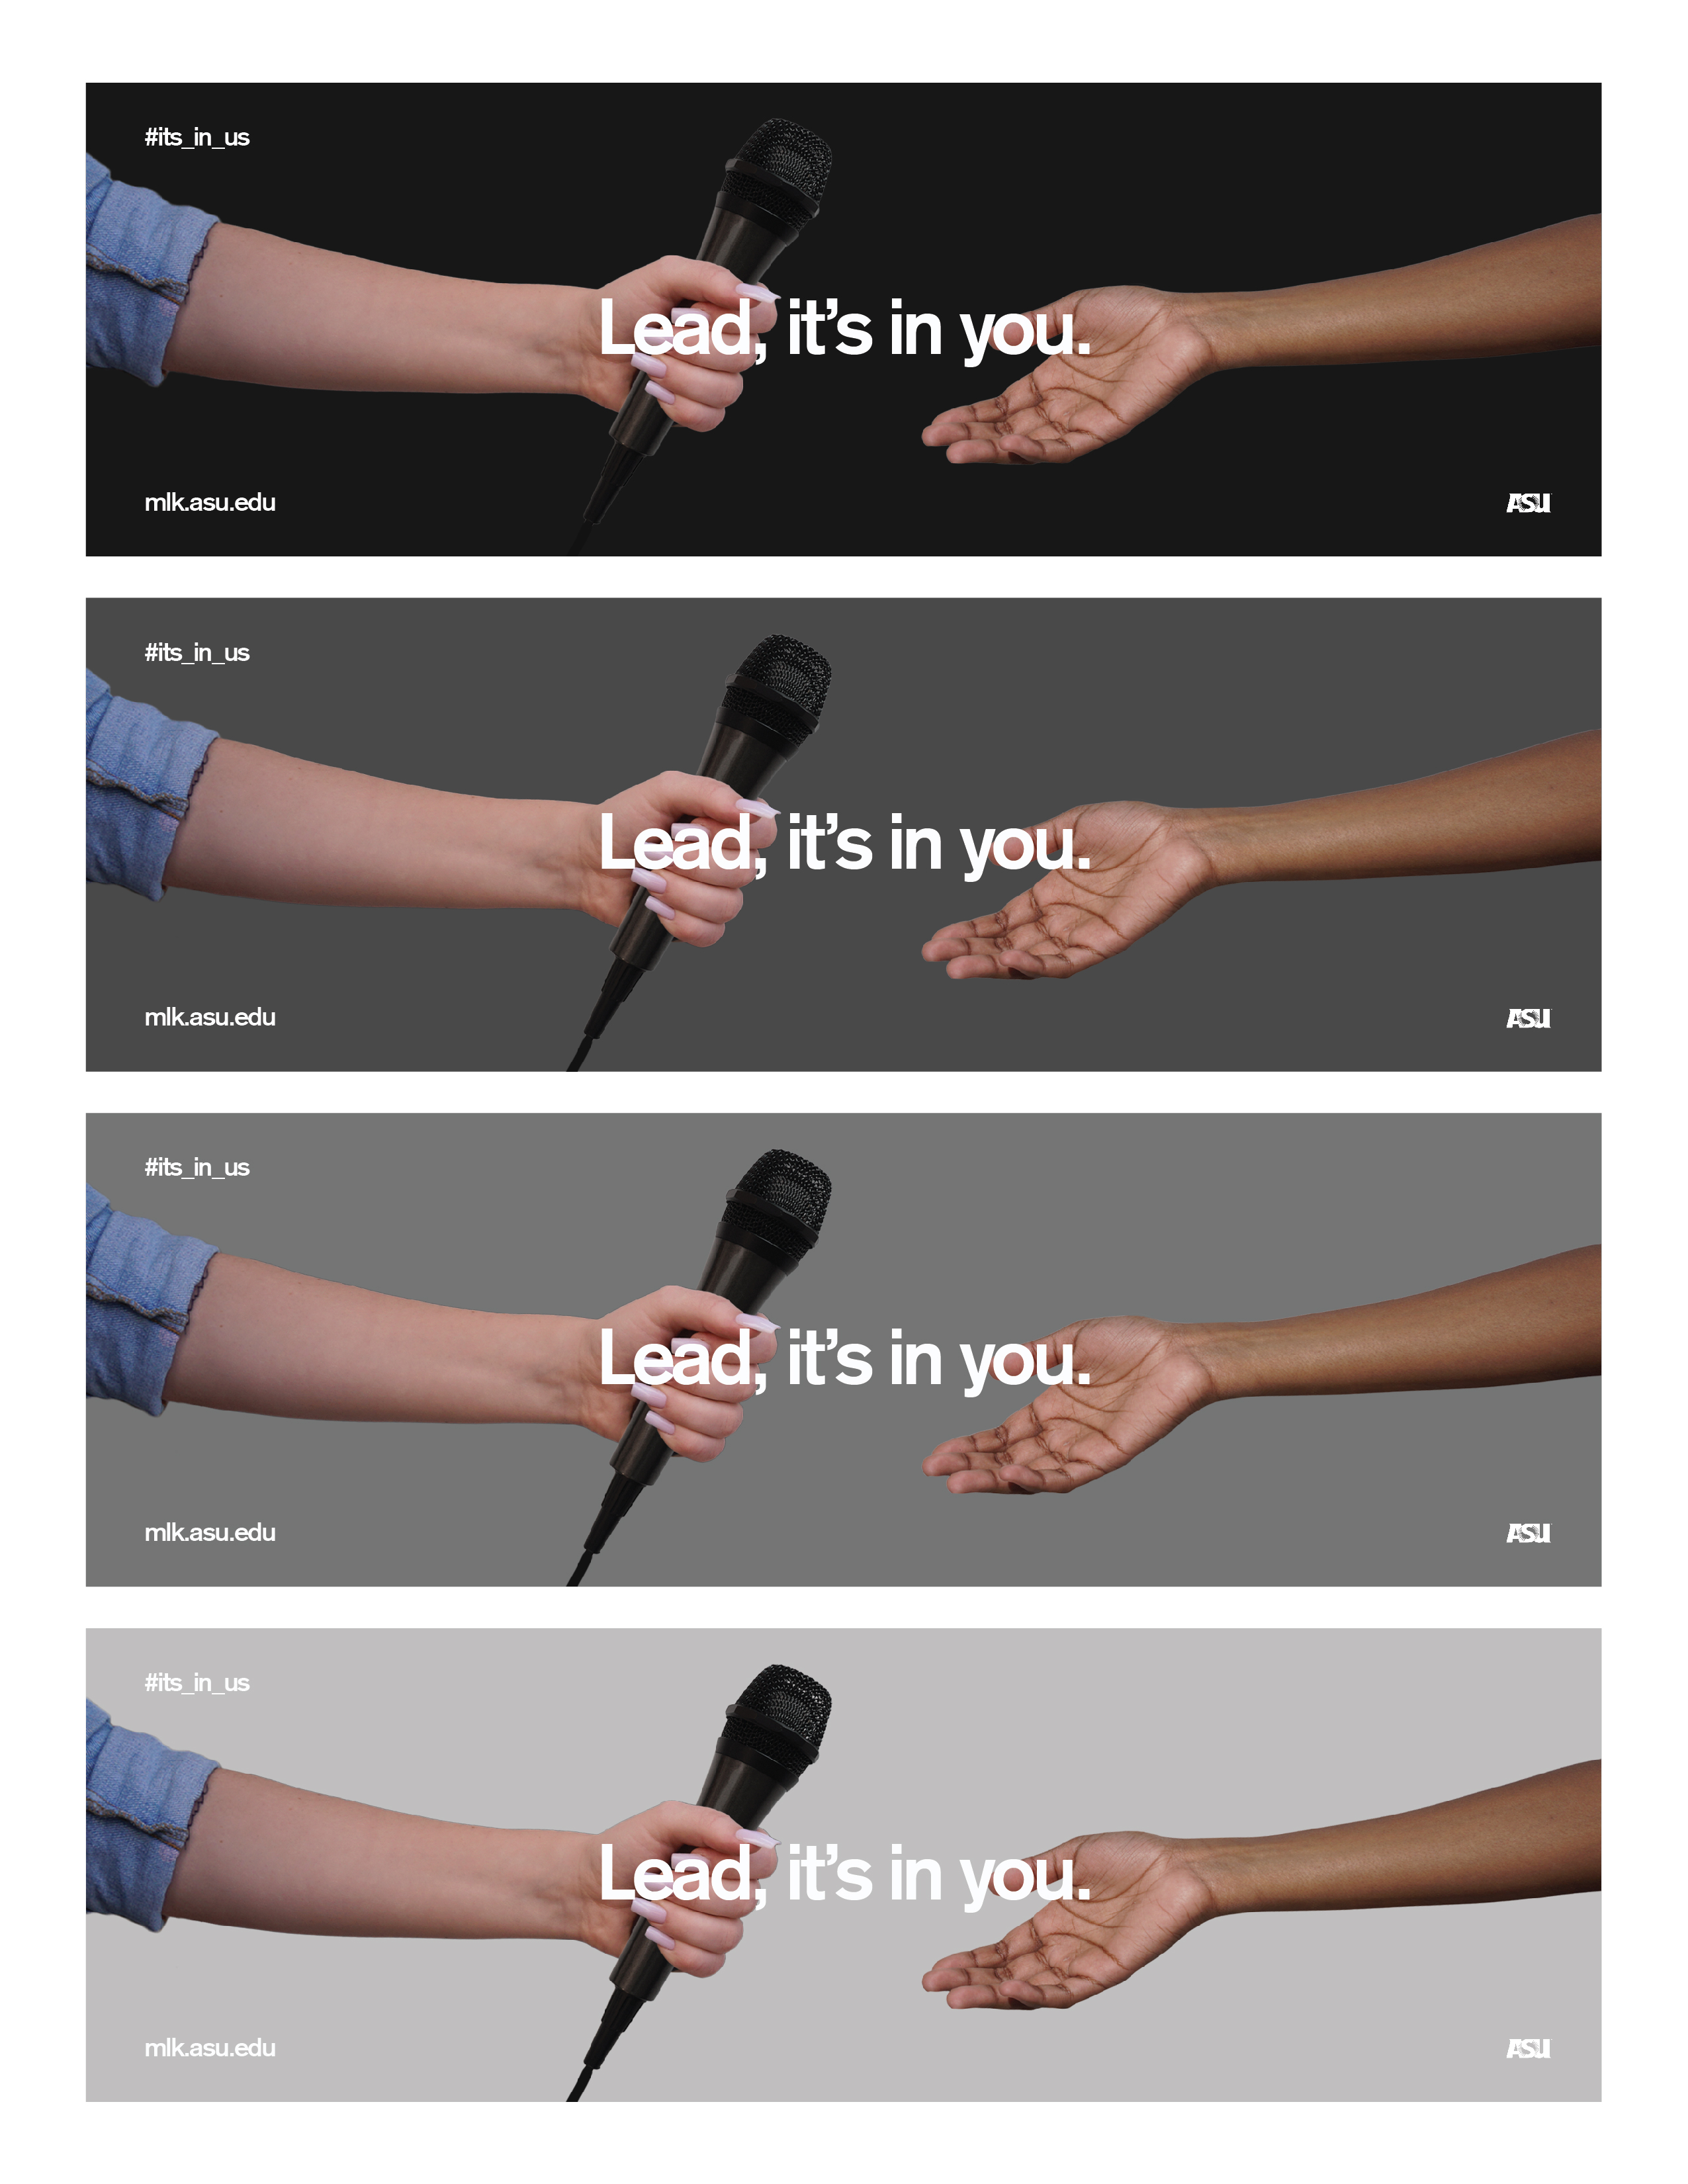 #its_in_us
Lead, it's in you.
mlk.asu.edu
ASU
#its_in_us
Lead, it's in you.
mlk.asu.edu
ASU
#its_in_us
Lead, it's in you.
mlk.asu.edu
ASU
#its_in_us
Lead, it's in you.
mlk.asu.edu
ASU